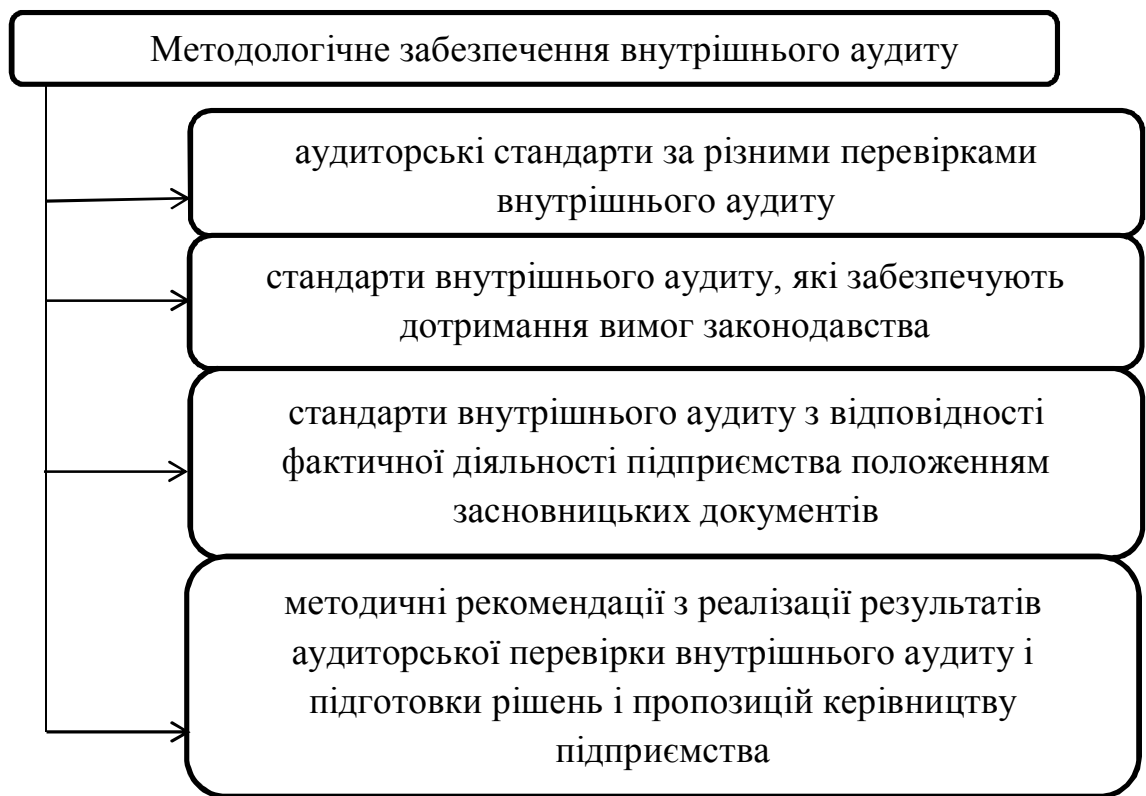 Методологічне забезпечення внутрішнього аудиту
аудиторські стандарти за різними перевірками
внутрішнього аудиту
стандарти внутрішнього аудиту, які забезпечують
дотримання вимог законодавства
стандарти внутрішнього аудиту з відповідності
фактичної діяльності підприємства положенням
засновницьких документів
методичні рекомендації з реалізації результатів
аудиторської перевірки внутрішнього аудиту і
підготовки рішень і пропозицій керівництву
підприємства